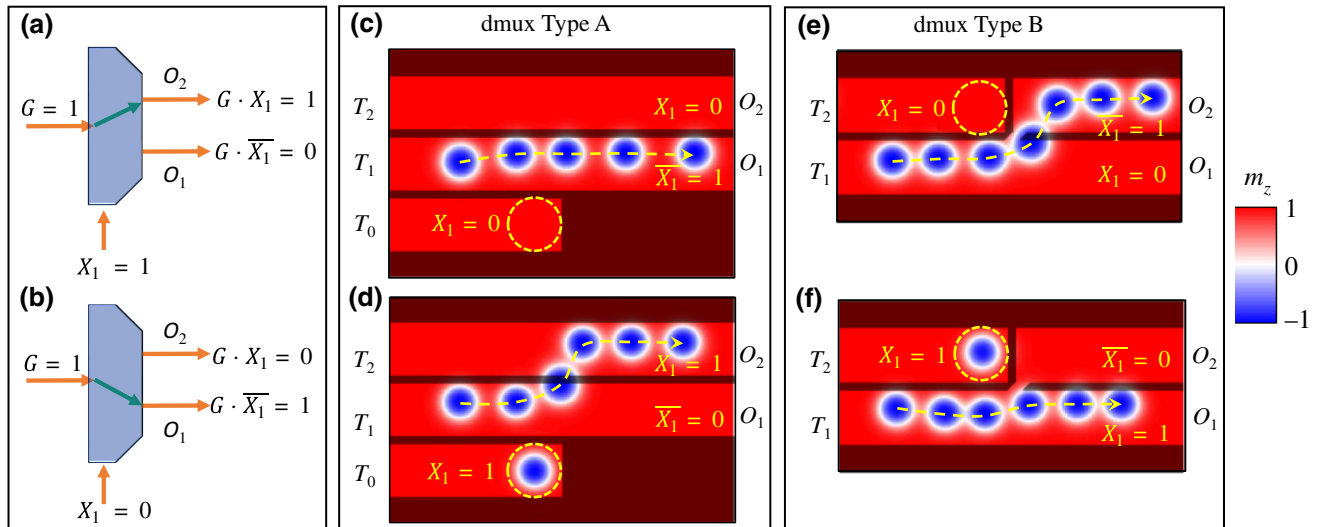 (a)
O₂
G = 1
G · X₁ = 1
G · X̅₁̅ = 0
O₁
X₁ = 1
(b)
O₂
G · X₁ = 0
G = 1
G · X̅₁̅ = 1
O₁
X₁ = 0
(c)
dmux Type A
T₂
X₁ = 0
O₂
T₁
O₁
X̅₁̅ = 1
T₀
X₁ = 0
(d)
T₂
X₁ = 1
O₂
T₁
X̅₁̅ = 0
O₁
T₀
X₁ = 1
(e)
dmux Type B
T₂
X₁ = 0
O₂
X̅₁̅ = 1
T₁
X₁ = 0
O₁
(f)
T₂
X₁ = 1
X̅₁̅ = 0
O₂
T₁
O₁
X₁ = 1
m_z
1
0
−1